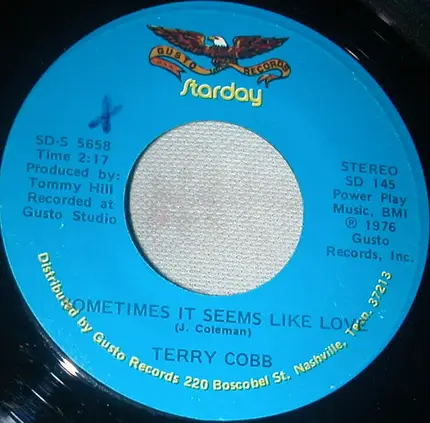 GUSTO RECORDS
Starday
SD-S 5658
Time 2:17
Produced by:
Tommy Hill
Recorded at
Gusto Studio
STEREO
SD 145
Power Play
Music, BMI
℗ 1976
Gusto
Records, Inc.
SOMETIMES IT SEEMS LIKE LOVE
(J. Coleman)
TERRY COBB
Distributed by Gusto Records 220 Boscobel St. Nashville, Tenn. 37213